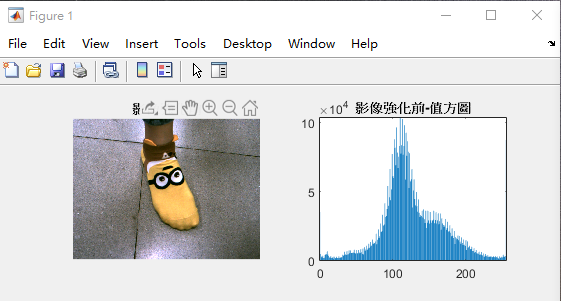 Figure 1
File Edit View Insert Tools Desktop Window Help
×10⁴ 影像強化前-值方圖
10
5
0
0 100 200